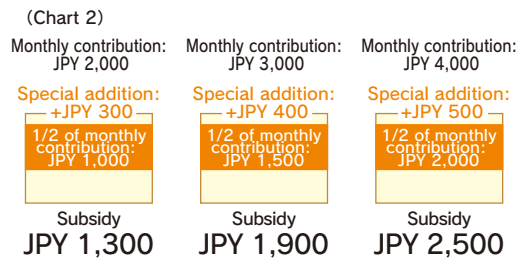 (Chart 2)
Monthly contribution:
JPY 2,000
Special addition:
+JPY 300
1/2 of monthly
contribution:
JPY 1,000
Subsidy
JPY 1,300
Monthly contribution:
JPY 3,000
Special addition:
+JPY 400
1/2 of monthly
contribution:
JPY 1,500
Subsidy
JPY 1,900
Monthly contribution:
JPY 4,000
Special addition:
+JPY 500
1/2 of monthly
contribution:
JPY 2,000
Subsidy
JPY 2,500